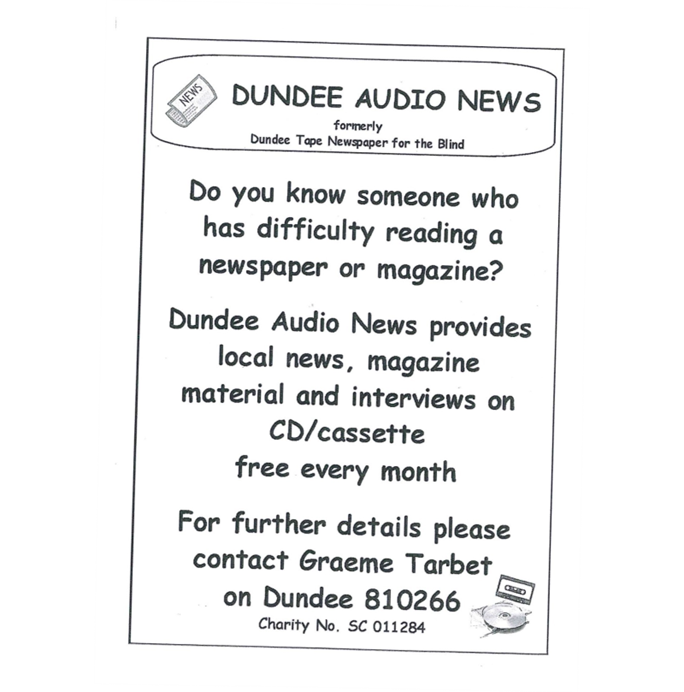 NEWS
DUNDEE AUDIO NEWS
formerly
Dundee Tape Newspaper for the Blind
Do you know someone who
has difficulty reading a
newspaper or magazine?
Dundee Audio News provides
local news, magazine
material and interviews on
CD/cassette
free every month
For further details please
contact Graeme Tarbet
on Dundee 810266
Charity No. SC 011284